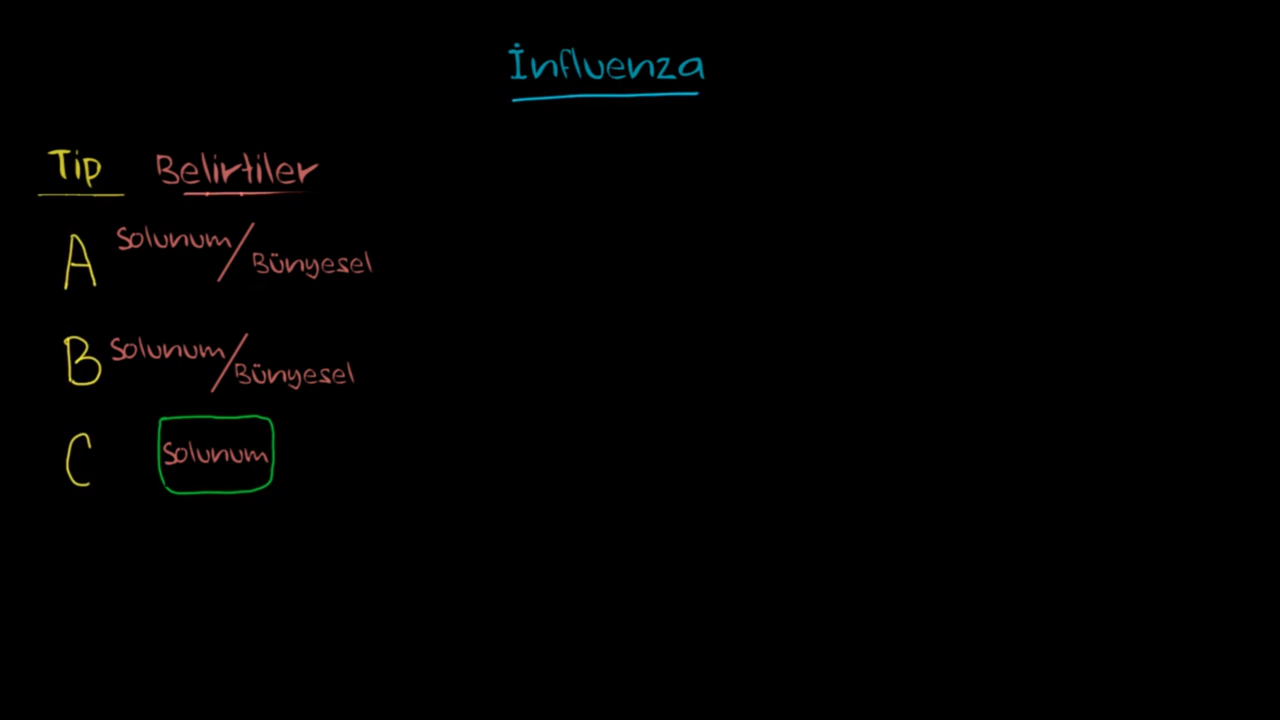 İnfluenza
Tip Belirtiler
A Solunum/Bünyesel
B Solunum/Bünyesel
C Solunum